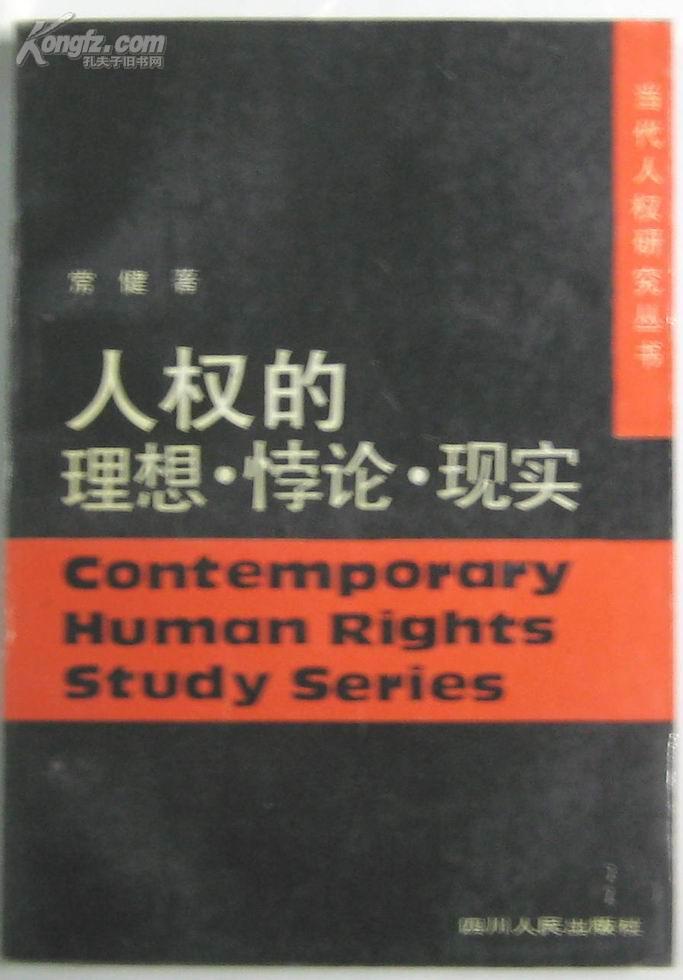 Kongfz.com
孔夫子旧书网
当代人权研究丛书
常健著
人权的
理想·悖论·现实
Contemporary
Human Rights
Study Series
四川人民出版社